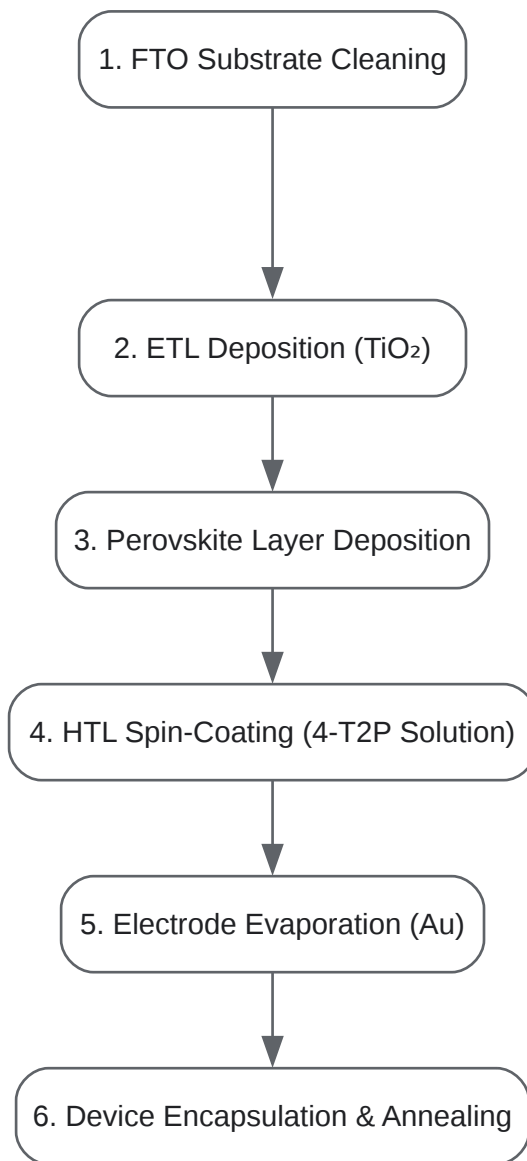 1. FTO Substrate Cleaning
2. ETL Deposition (TiO₂)
3. Perovskite Layer Deposition
4. HTL Spin-Coating (4-T2P Solution)
5. Electrode Evaporation (Au)
6. Device Encapsulation & Annealing